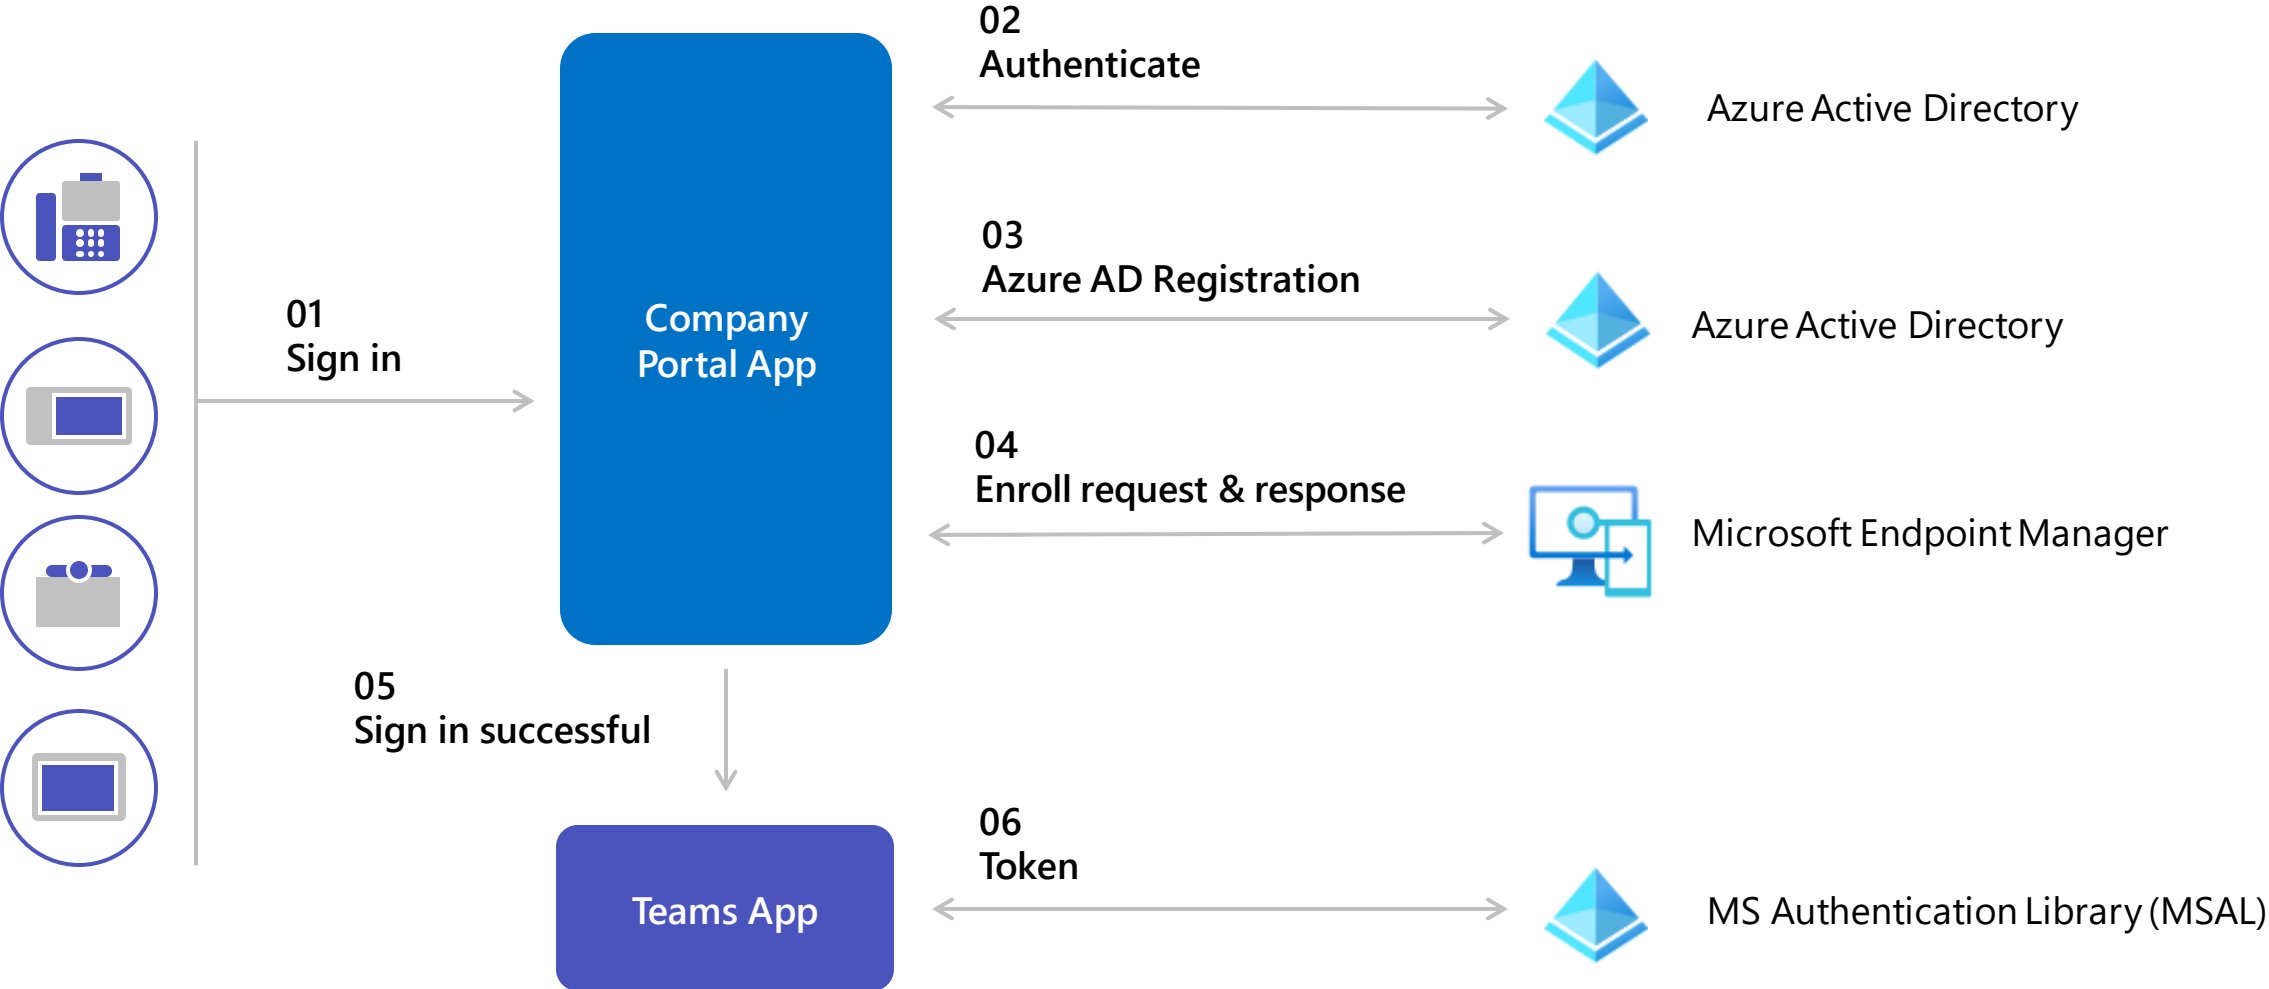 02
Authenticate
Azure Active Directory
03
Azure AD Registration
Azure Active Directory
01
Sign in
Company
Portal App
04
Enroll request & response
Microsoft Endpoint Manager
05
Sign in successful
06
Token
Teams App
MS Authentication Library (MSAL)